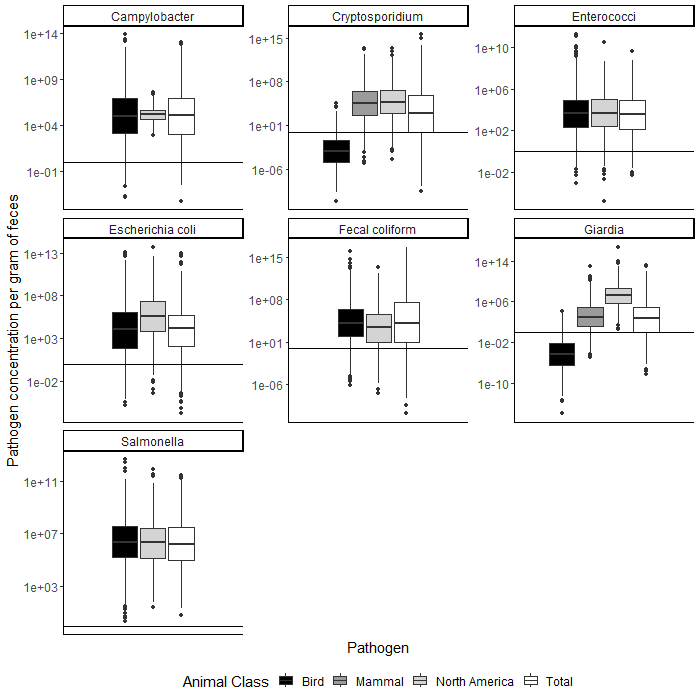 Campylobacter Cryptosporidium Enterococci
1e+14 1e+15 1e+10
1e+09 1e+08 1e+06
1e+04 1e+01 1e+02
1e-01 1e-06 1e-02
Pathogen concentration per gram of feces
Escherichia coli Fecal coliform Giardia
1e+13 1e+15 1e+14
1e+08 1e+08 1e+06
1e+03 1e+01 1e-02
1e-02 1e-06 1e-10
Salmonella
1e+11
1e+07
1e+03
Pathogen
Animal Class Bird Mammal North America Total